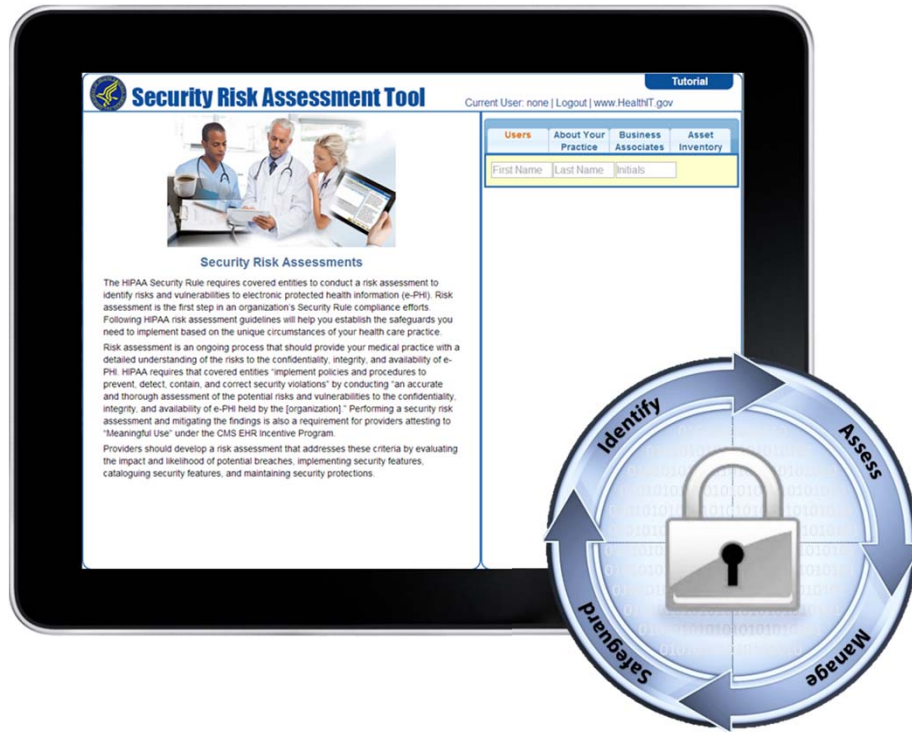 Tutorial
Security Risk Assessment Tool
Current User: none | Logout | www.HealthIT.gov
Users
About Your
Practice
Business
Associates
Asset
Inventory
First Name
Last Name
Initials
Security Risk Assessments
The HIPAA Security Rule requires covered entities to conduct a risk assessment to
identify risks and vulnerabilities to electronic protected health information (e-PHI). Risk
assessment is the first step in an organization's Security Rule compliance efforts.
Following HIPAA risk assessment guidelines will help you establish the safeguards you
need to implement based on the unique circumstances of your health care practice.
Risk assessment is an ongoing process that should provide your medical practice with a
detailed understanding of the risks to the confidentiality, integrity, and availability of e-
PHI. HIPAA requires that covered entities "implement policies and procedures to
prevent, detect, contain, and correct security violations" by conducting "an accurate
and thorough assessment of the potential risks and vulnerabilities to the confidentiality,
integrity, and availability of e-PHI held by the [organization]." Performing a security risk
assessment and mitigating the findings is also a requirement for providers attesting to
"Meaningful Use" under the CMS EHR Incentive Program.
Providers should develop a risk assessment that addresses these criteria by evaluating
the impact and likelihood of potential breaches, implementing security features,
cataloguing security features, and maintaining security protections.
Identify
Assess
Manage
Safeguard